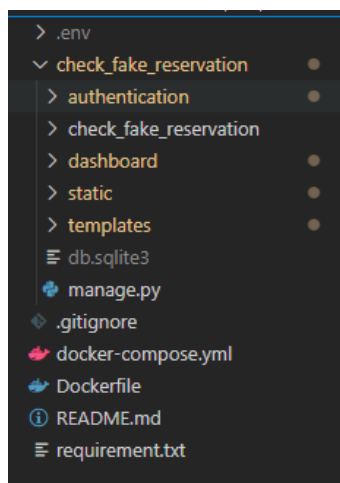 .env
check_fake_reservation
authentication
check_fake_reservation
dashboard
static
templates
db.sqlite3
manage.py
.gitignore
docker-compose.yml
Dockerfile
README.md
requirement.txt